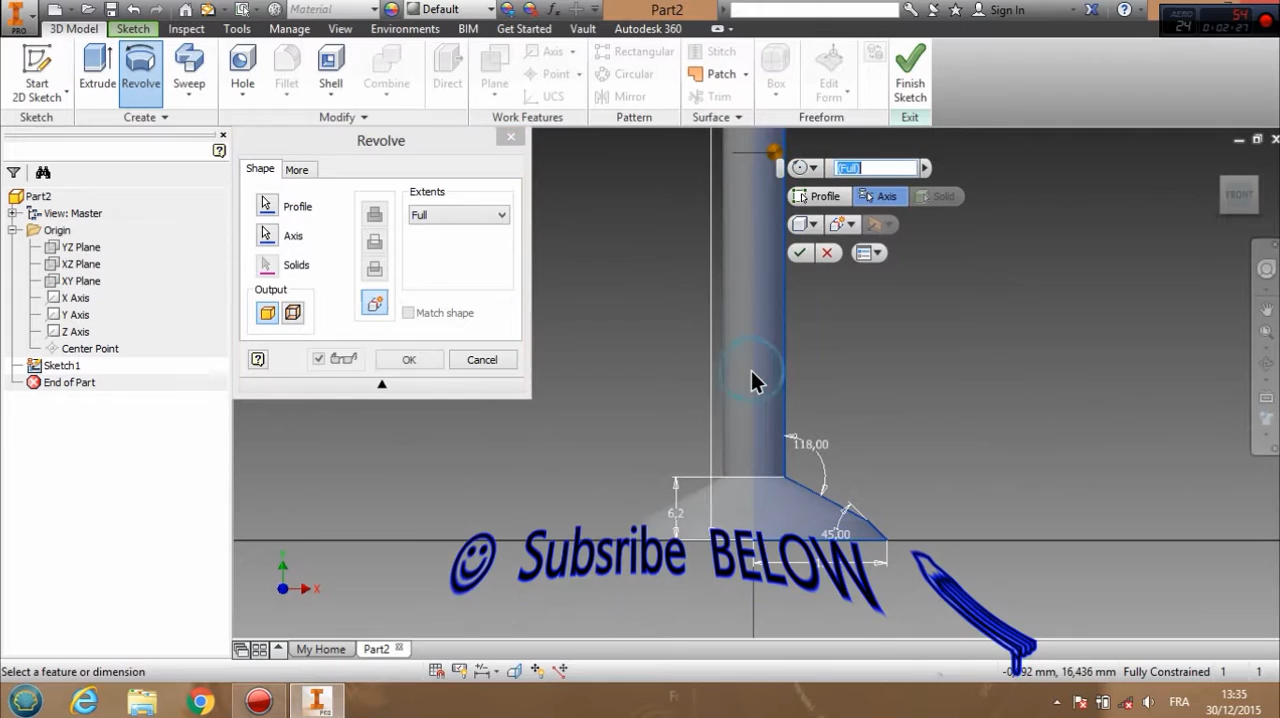 Material
Default
Part2
Sign In
54
24
0:02:27
PRO
3D Model
Sketch
Inspect
Tools
Manage
View
Environments
BIM
Get Started
Vault
Autodesk 360
Start
2D Sketch
Extrude
Revolve
Sweep
Hole
Fillet
Shell
Combine
Direct
Plane
Axis
Point
UCS
Rectangular
Circular
Mirror
Stitch
Patch
Trim
Box
Edit
Form
Finish
Sketch
Sketch
Create
Modify
Work Features
Pattern
Surface
Freeform
Exit
Part2
View: Master
Origin
YZ Plane
XZ Plane
XY Plane
X Axis
Y Axis
Z Axis
Center Point
Sketch1
End of Part
Revolve
Shape
More
Profile
Axis
Solids
Output
Extents
Full
Match shape
OK
Cancel
(Full)
Profile
Axis
Solid
FRONT
118,00
6,2
45,00
Subsribe BELOW
X
My Home
Part2
Select a feature or dimension
Fully Constrained
1
1
FRA
13:35
30/12/2015